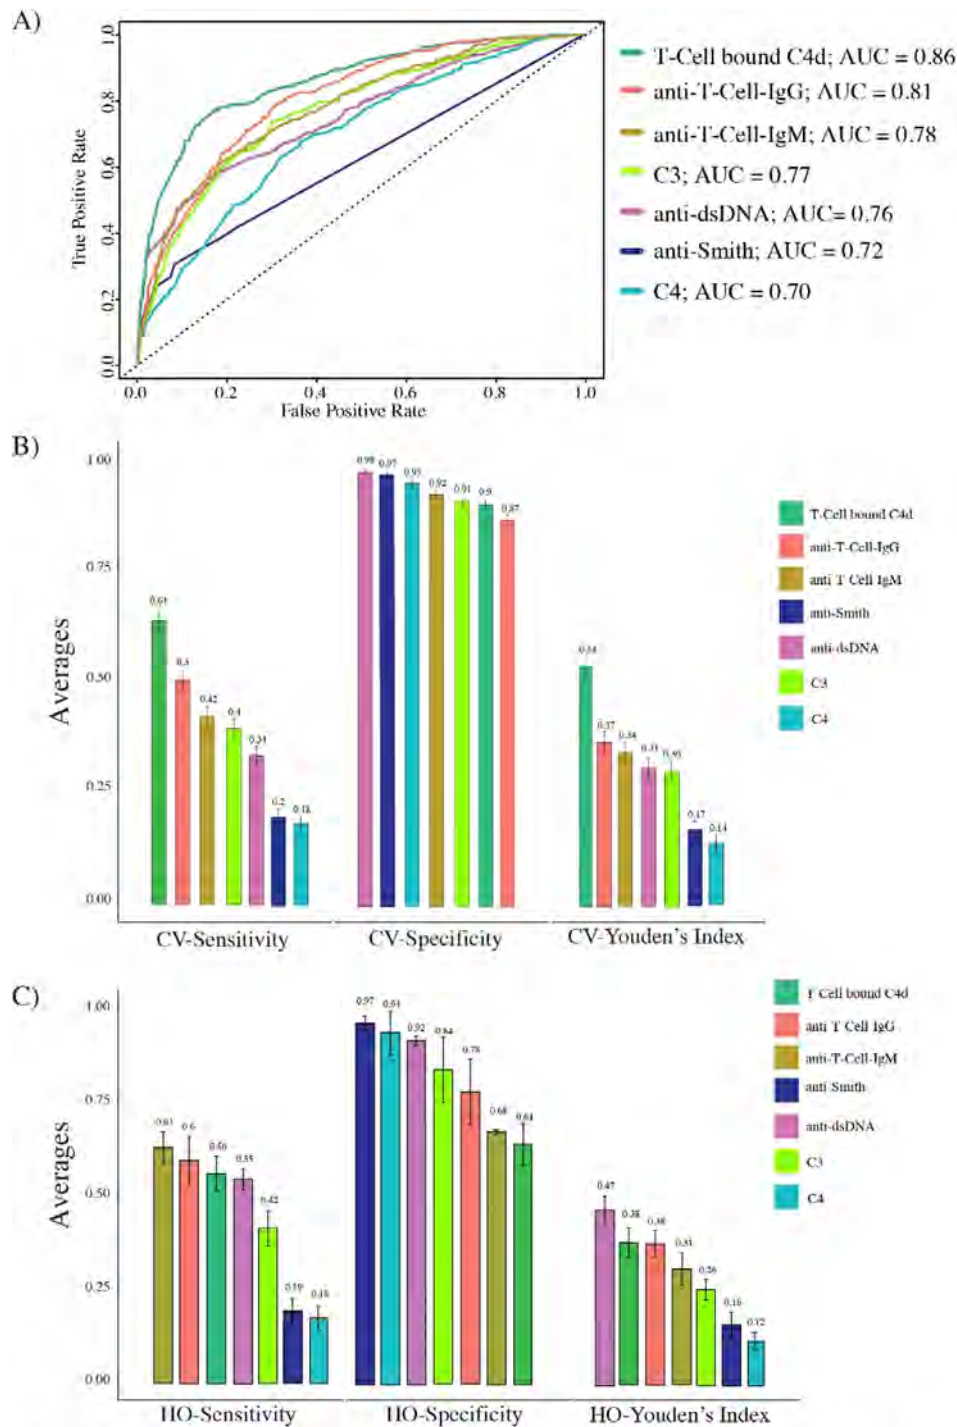 A)
T-Cell bound C4d; AUC = 0.86
anti-T-Cell-IgG; AUC = 0.81
anti-T-Cell-IgM; AUC = 0.78
C3; AUC = 0.77
anti-dsDNA; AUC= 0.76
anti-Smith; AUC = 0.72
C4; AUC = 0.70
True Positive Rate
1.0
0.8
0.6
0.4
0.2
0.0
0.0 0.2 0.4 0.6 0.8 1.0
False Positive Rate
B)
Averages
1.00
0.75
0.50
0.25
0.00
0.64 0.5 0.42 0.4 0.34 0.2 0.18
0.98 0.97 0.95 0.92 0.91 0.9 0.87
0.54 0.37 0.34 0.31 0.30 0.17 0.14
CV-Sensitivity CV-Specificity CV-Youden's Index
T-Cell bound C4d
anti-T-Cell-IgG
anti T Cell IgM
anti-Smith
anti-dsDNA
C3
C4
C)
Averages
1.00
0.75
0.50
0.25
0.00
0.63 0.6 0.56 0.55 0.42 0.19 0.18
0.97 0.94 0.92 0.84 0.78 0.68 0.64
0.47 0.38 0.38 0.31 0.26 0.16 0.12
HO-Sensitivity HO-Specificity HO-Youden's Index
T Cell bound C4d
anti T Cell IgG
anti-T-Cell-IgM
anti Smith
anti-dsDNA
C3
C4